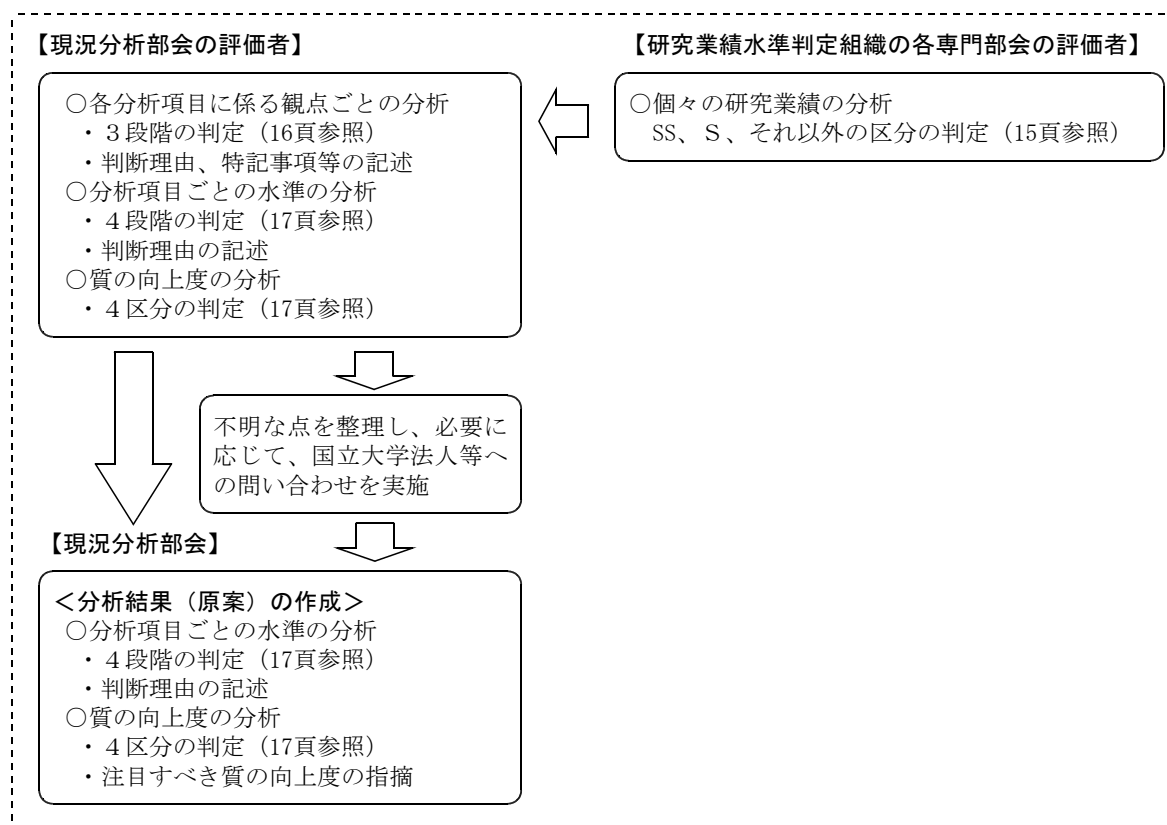 【現況分析部会の評価者】
○各分析項目に係る観点ごとの分析
・３段階の判定（16頁参照）
・判断理由、特記事項等の記述
○分析項目ごとの水準の分析
・４段階の判定（17頁参照）
・判断理由の記述
○質の向上度の分析
・４区分の判定（17頁参照）
【研究業績水準判定組織の各専門部会の評価者】
○個々の研究業績の分析
SS、Ｓ、それ以外の区分の判定（15頁参照）
不明な点を整理し、必要に
応じて、国立大学法人等へ
の問い合わせを実施
【現況分析部会】
＜分析結果（原案）の作成＞
○分析項目ごとの水準の分析
・４段階の判定（17頁参照）
・判断理由の記述
○質の向上度の分析
・４区分の判定（17頁参照）
・注目すべき質の向上度の指摘